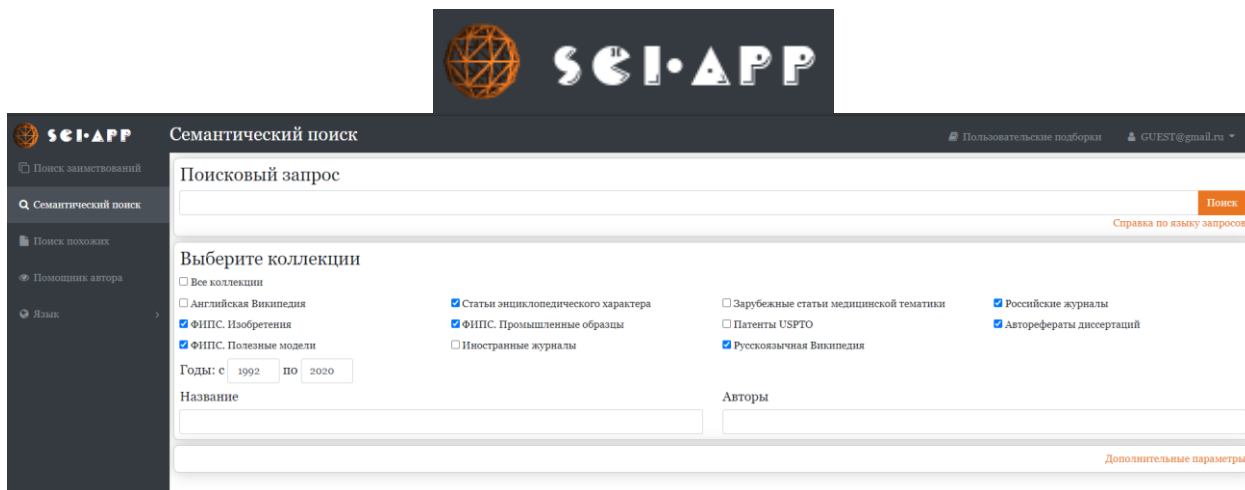 SCI·APP
SCI·APP
Семантический поиск
Пользовательские подборки
GUEST@gmail.ru
Поиск заимствований
Семантический поиск
Поиск похожих
Помощник автора
Язык
Поисковый запрос
Поиск
Справка по языку запросов
Выберите коллекции
Все коллекции
Английская Википедия
Статьи энциклопедического характера
Зарубежные статьи медицинской тематики
Российские журналы
ФИПС. Изобретения
ФИПС. Промышленные образцы
Патенты USPTO
Авторефераты диссертаций
ФИПС. Полезные модели
Иностранные журналы
Русскоязычная Википедия
Годы: с 1992 по 2020
Название
Авторы
Дополнительные параметры